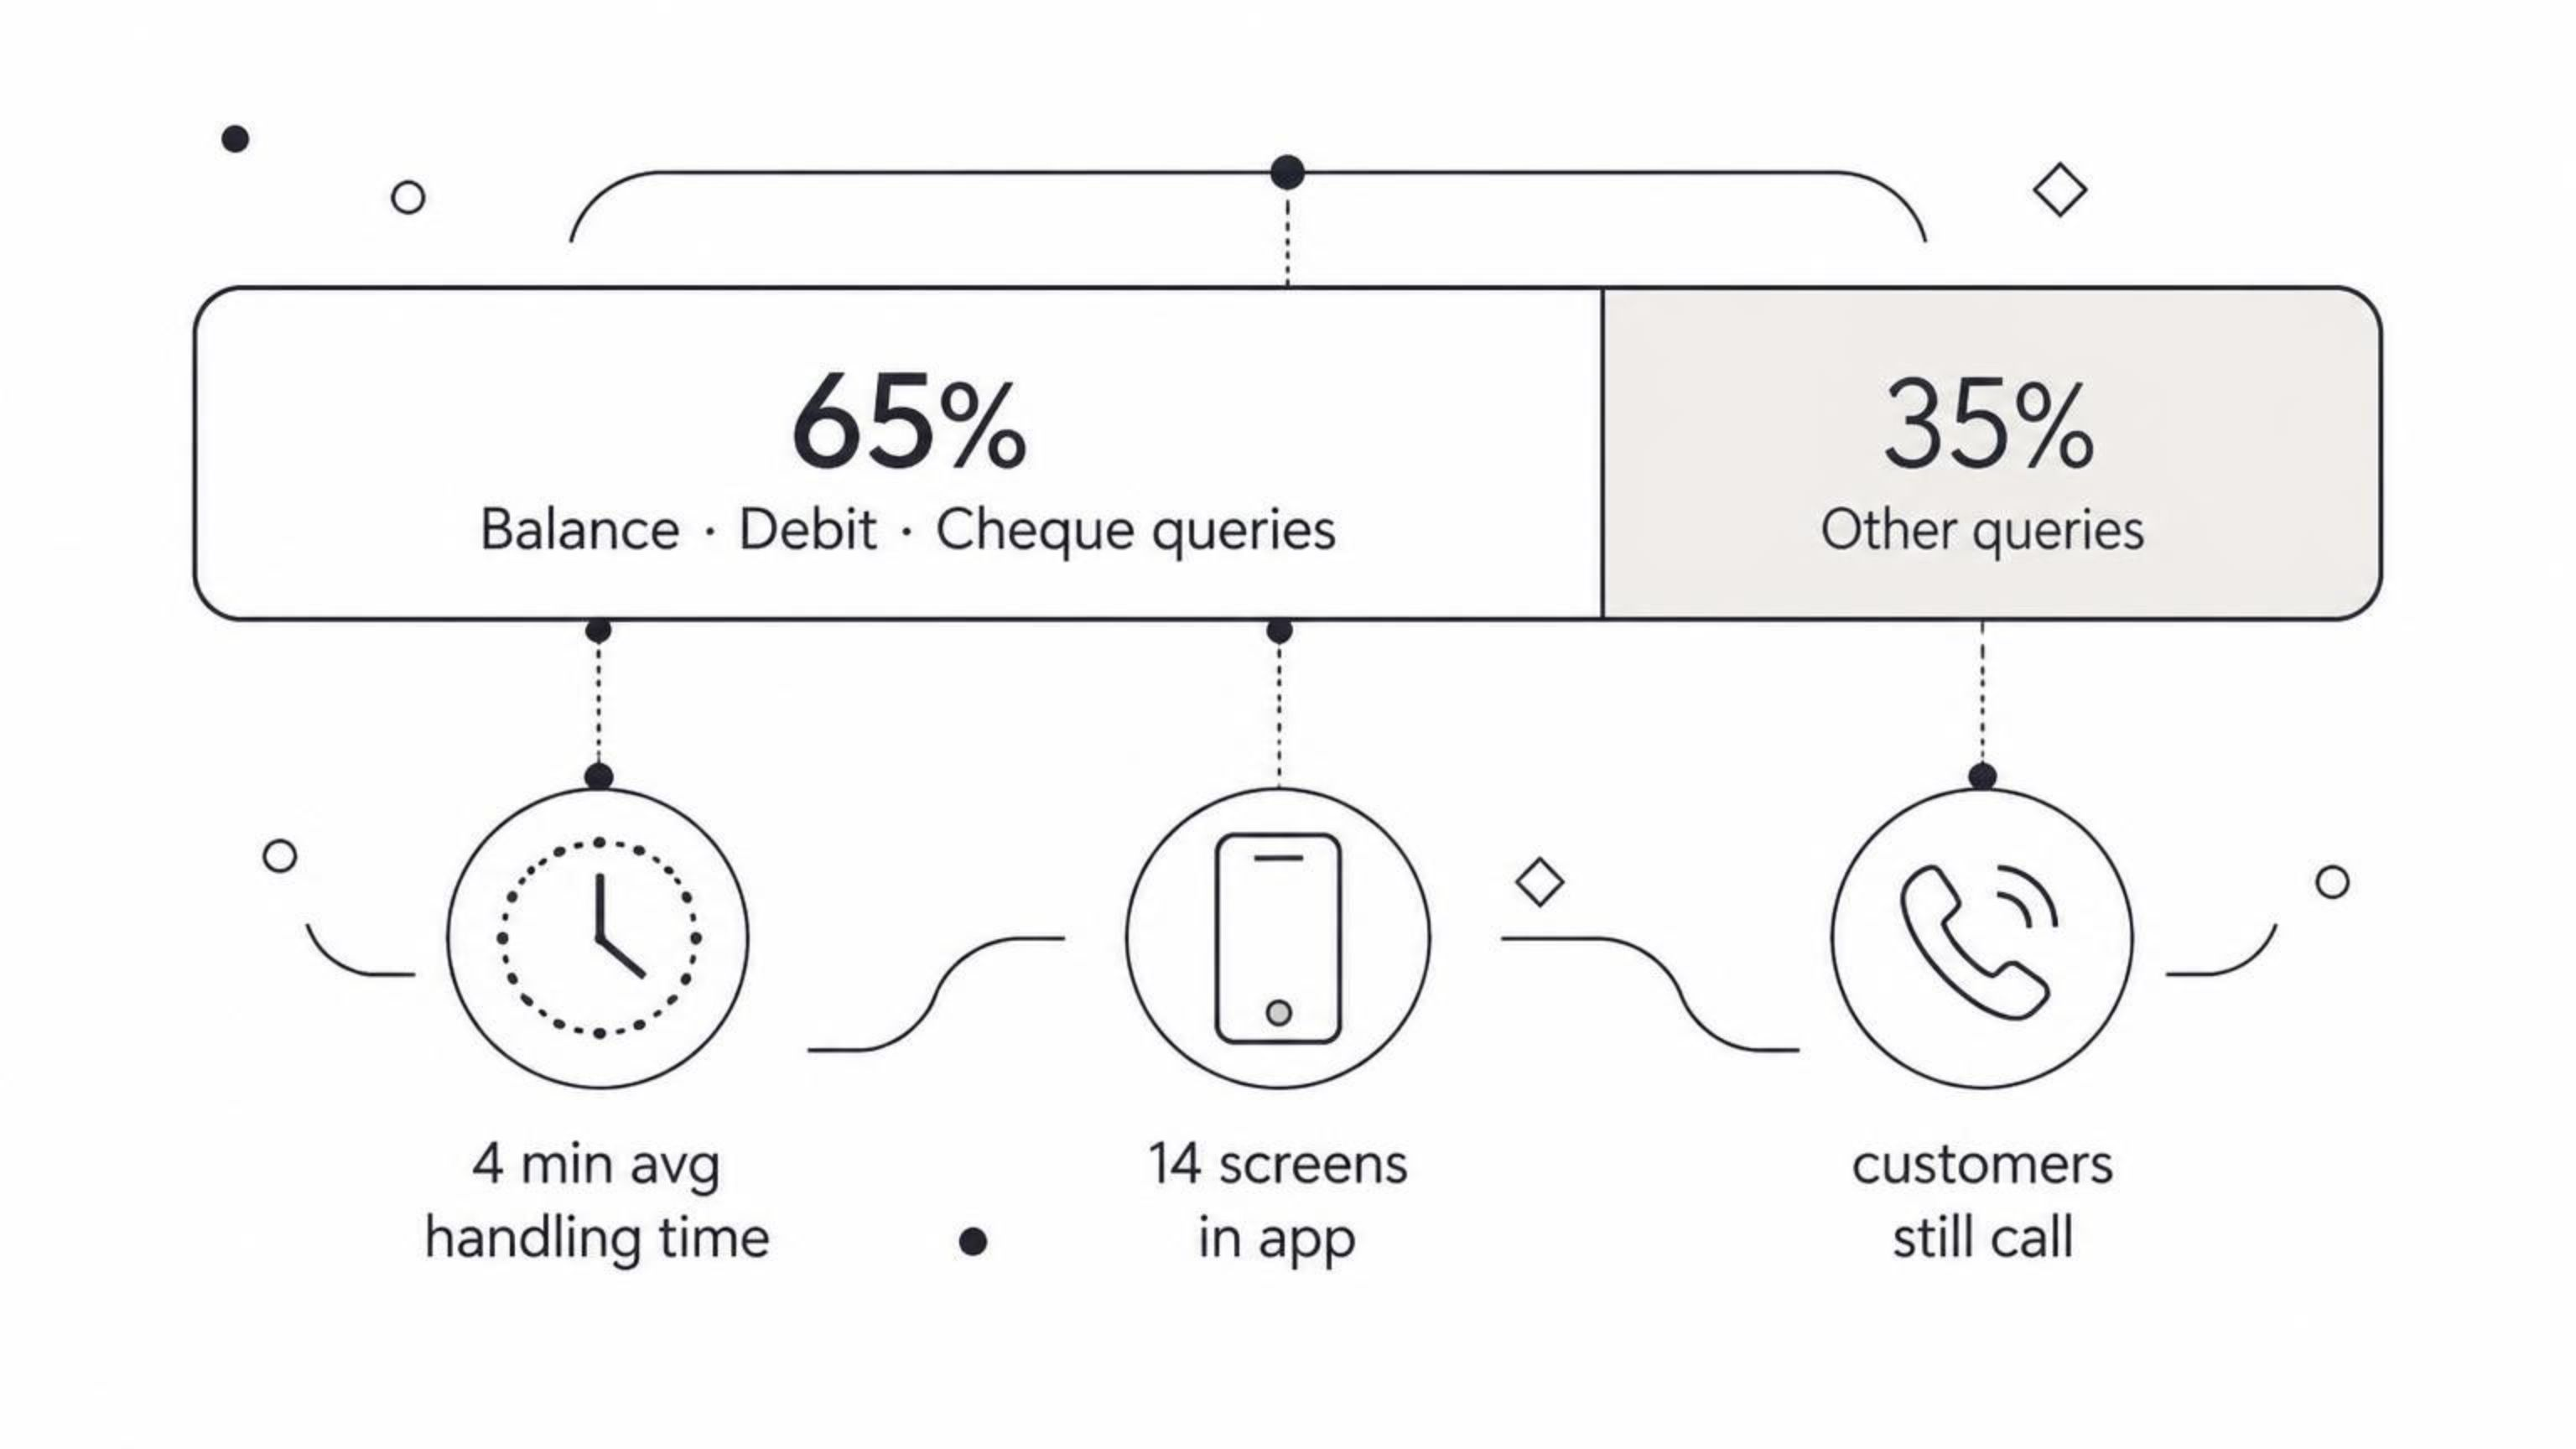 65%
Balance · Debit · Cheque queries
35%
Other queries
4 min avg
handling time
14 screens
in app
customers
still call